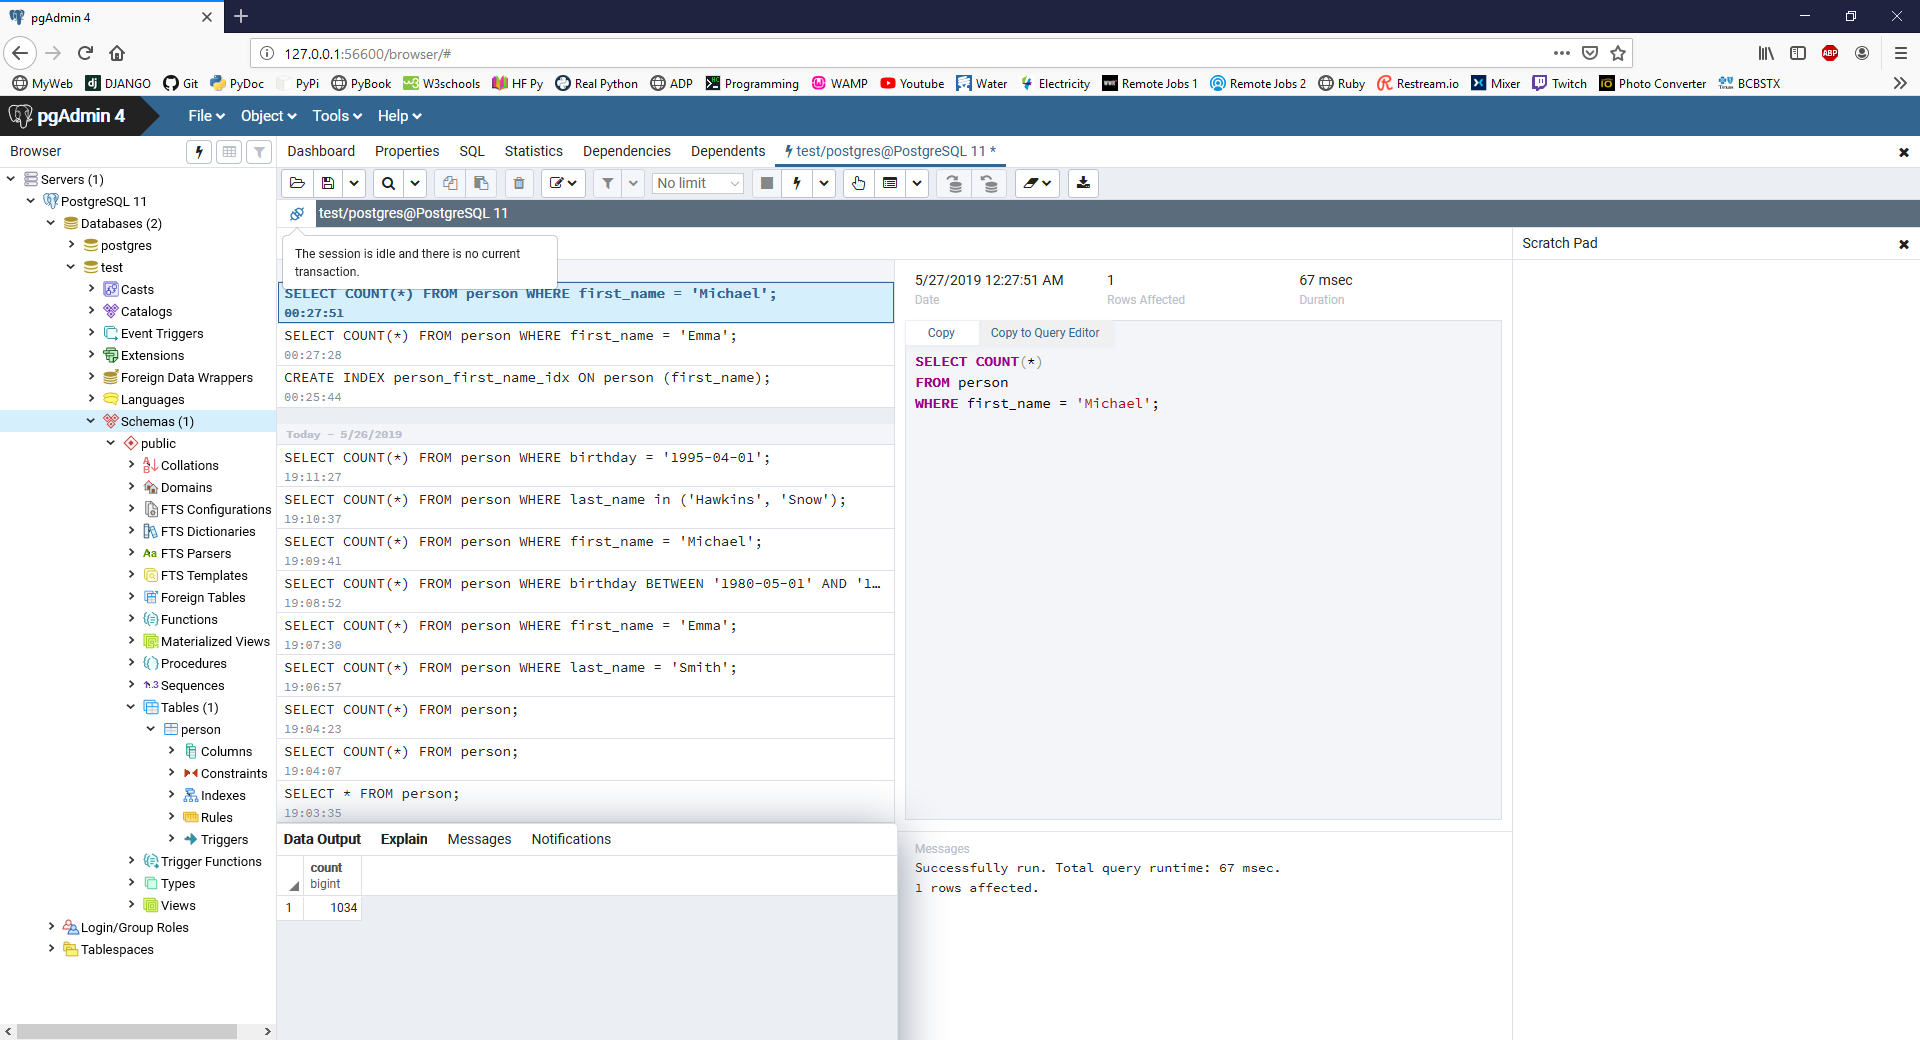 pgAdmin 4
127.0.0.1:56600/browser/#
MyWeb DJANGO Git PyDoc PyPi PyBook W3schools HF Py Real Python ADP Programming WAMP Youtube Water Electricity Remote Jobs 1 Remote Jobs 2 Ruby Restream.io Mixer Twitch Photo Converter BCBSTX
pgAdmin 4 File Object Tools Help
Browser
Dashboard Properties SQL Statistics Dependencies Dependents test/postgres@PostgreSQL 11 *
No limit
test/postgres@PostgreSQL 11
The session is idle and there is no current
transaction.
Servers (1)
PostgreSQL 11
Databases (2)
postgres
test
Casts
Catalogs
Event Triggers
Extensions
Foreign Data Wrappers
Languages
Schemas (1)
public
Collations
Domains
FTS Configurations
FTS Dictionaries
Aa FTS Parsers
FTS Templates
Foreign Tables
Functions
Materialized Views
Procedures
1..3 Sequences
Tables (1)
person
Columns
Constraints
Indexes
Rules
Triggers
Trigger Functions
Types
Views
Login/Group Roles
Tablespaces
SELECT COUNT(*) FROM person WHERE first_name = 'Michael';
00:27:51
SELECT COUNT(*) FROM person WHERE first_name = 'Emma';
00:27:28
CREATE INDEX person_first_name_idx ON person (first_name);
00:25:44
Today - 5/26/2019
SELECT COUNT(*) FROM person WHERE birthday = '1995-04-01';
19:11:27
SELECT COUNT(*) FROM person WHERE last_name in ('Hawkins', 'Snow');
19:10:37
SELECT COUNT(*) FROM person WHERE first_name = 'Michael';
19:09:41
SELECT COUNT(*) FROM person WHERE birthday BETWEEN '1980-05-01' AND '1…
19:08:52
SELECT COUNT(*) FROM person WHERE first_name = 'Emma';
19:07:30
SELECT COUNT(*) FROM person WHERE last_name = 'Smith';
19:06:57
SELECT COUNT(*) FROM person;
19:04:23
SELECT COUNT(*) FROM person;
19:04:07
SELECT * FROM person;
19:03:35
Data Output Explain Messages Notifications
count
bigint
1 1034
5/27/2019 12:27:51 AM 1 67 msec
Date Rows Affected Duration
Copy Copy to Query Editor
SELECT COUNT(*)
FROM person
WHERE first_name = 'Michael';
Messages
Successfully run. Total query runtime: 67 msec.
1 rows affected.
Scratch Pad